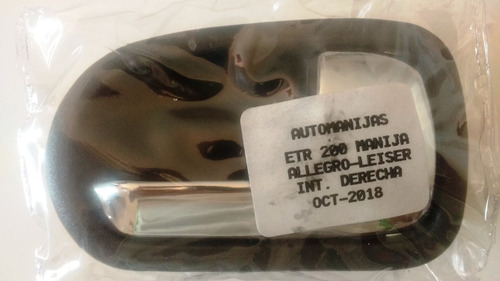 AUTOMANIJAS
ETR 200 MANIJA
ALLEGRO-LEISER
INT. DERECHA
OCT-2018